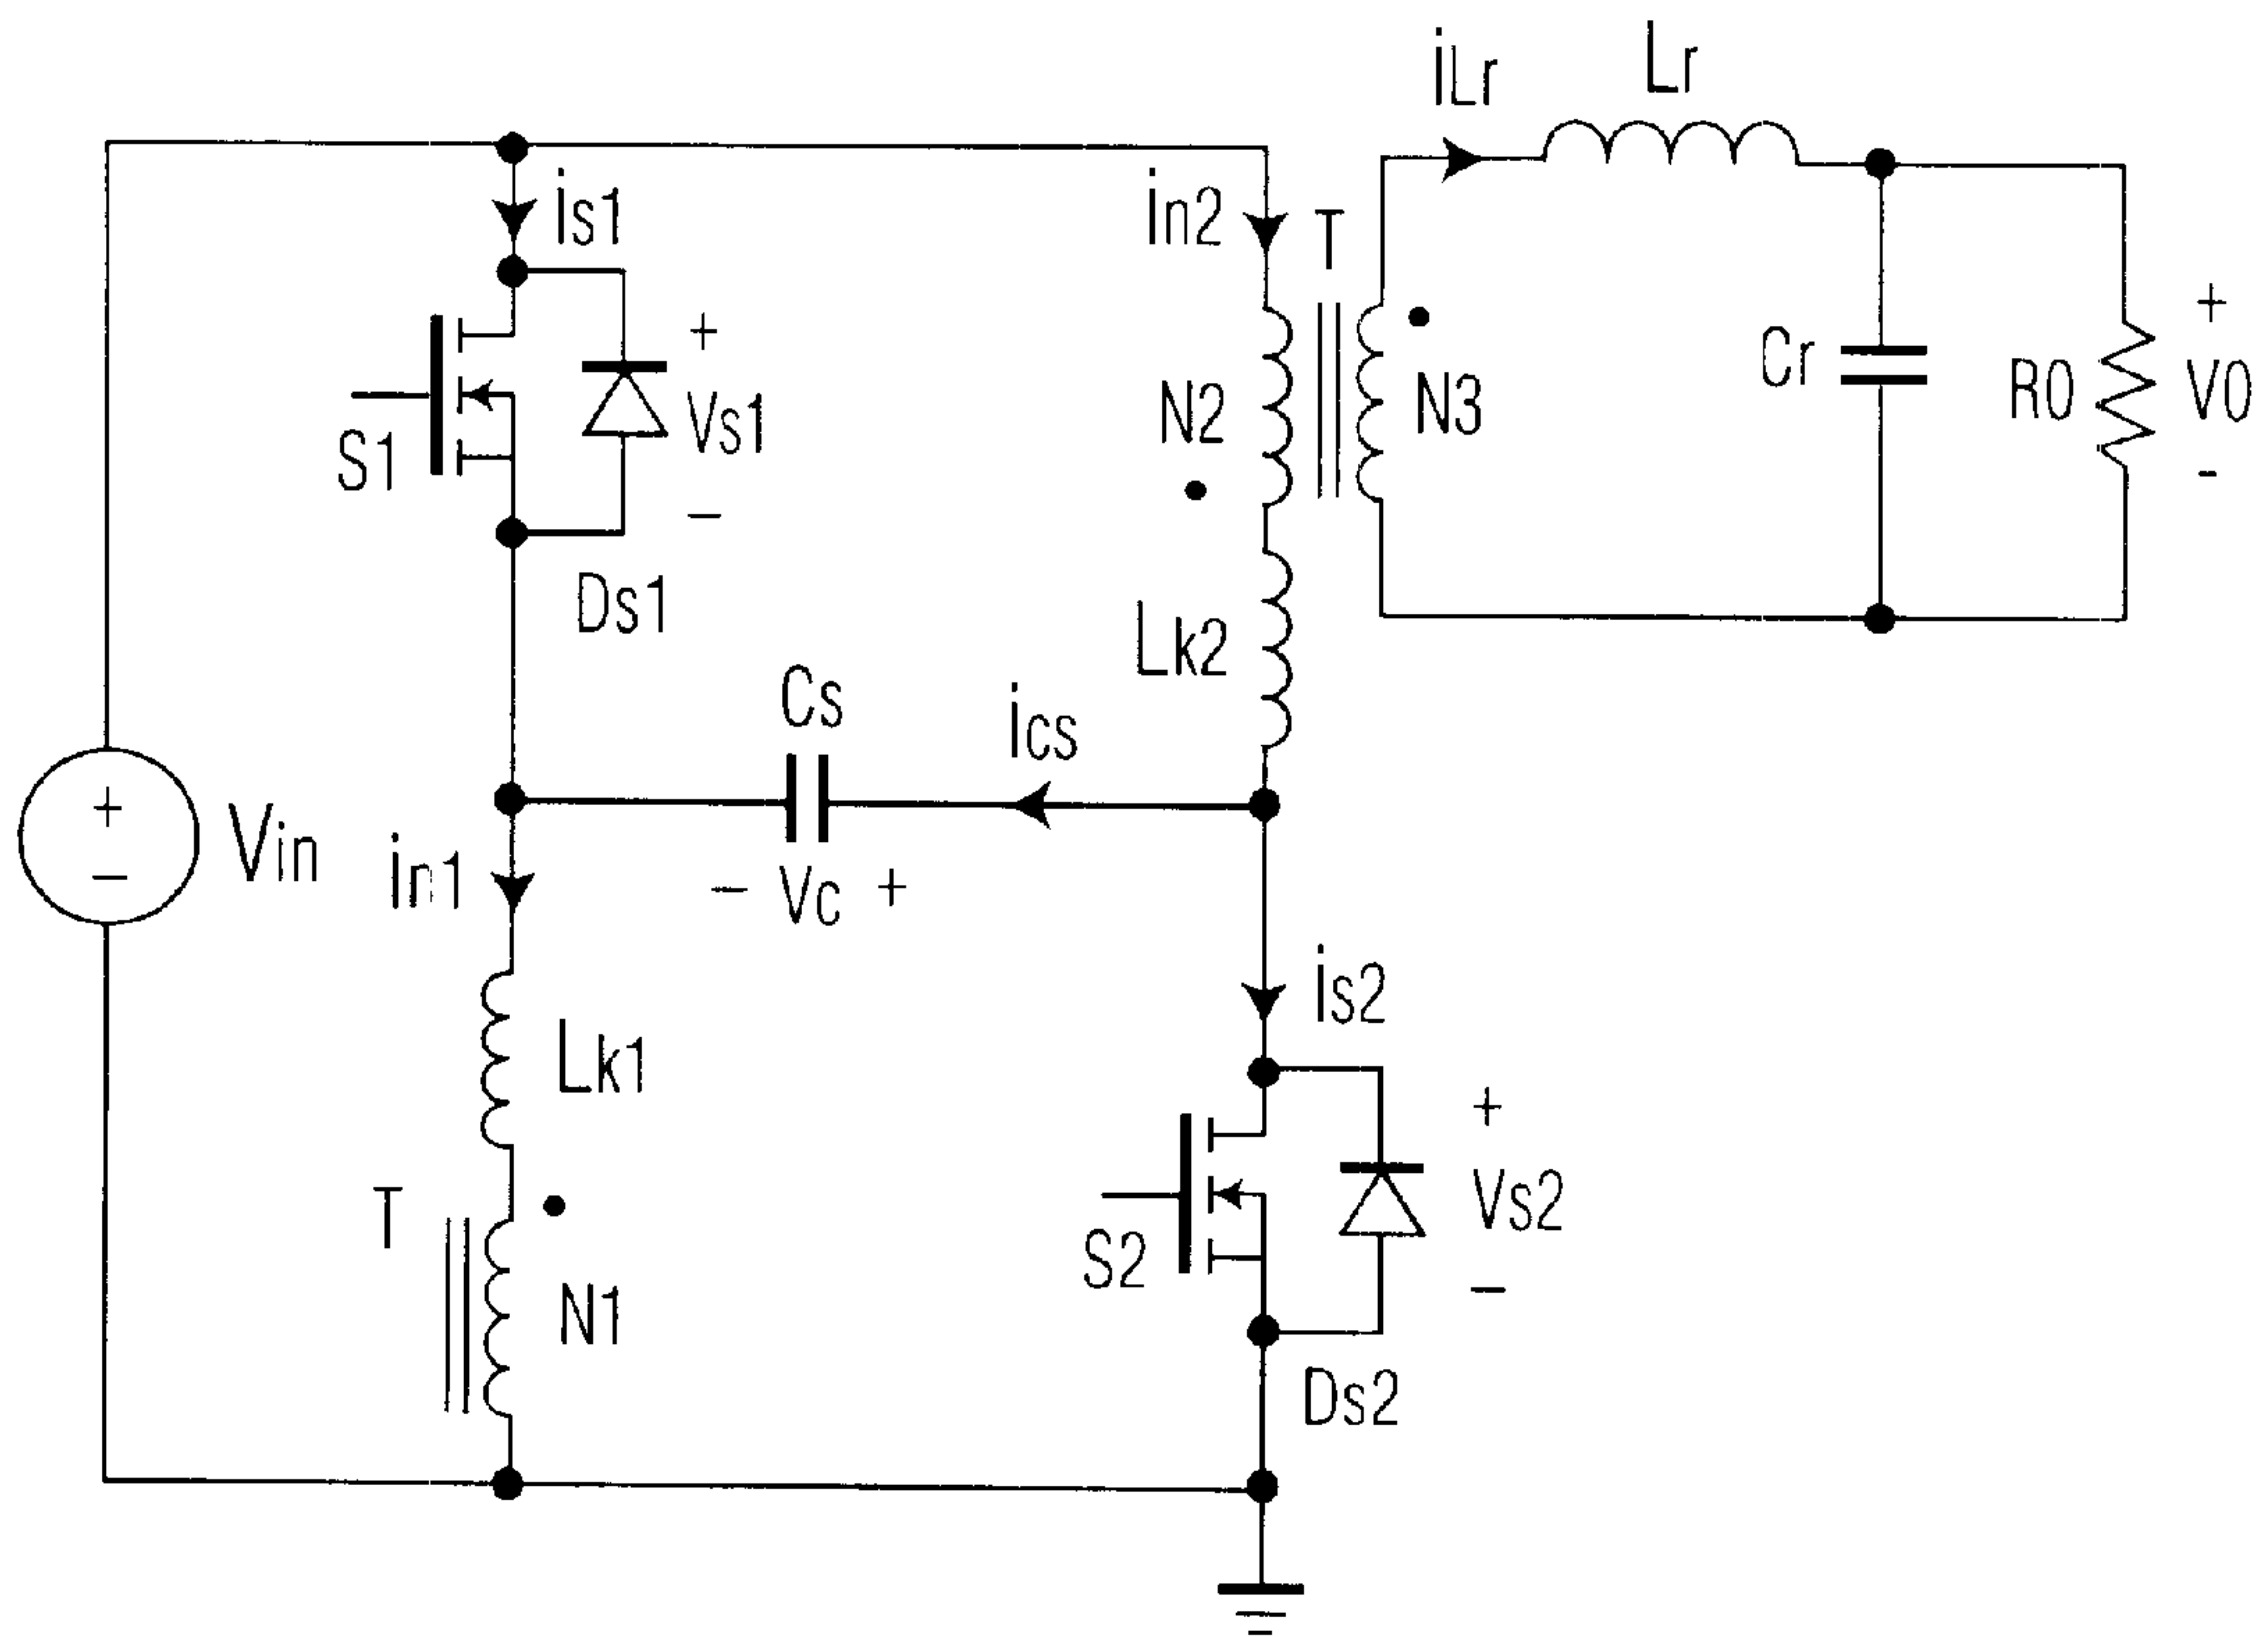 iLr
Lr
is1
in2
T
+
Vs1
-
S1
N2
N3
Cr
R0
+
V0
-
Ds1
Lk2
Cs
ics
+
-
Vin
in1
- Vc +
is2
Lk1
+
Vs2
-
T
N1
S2
Ds2